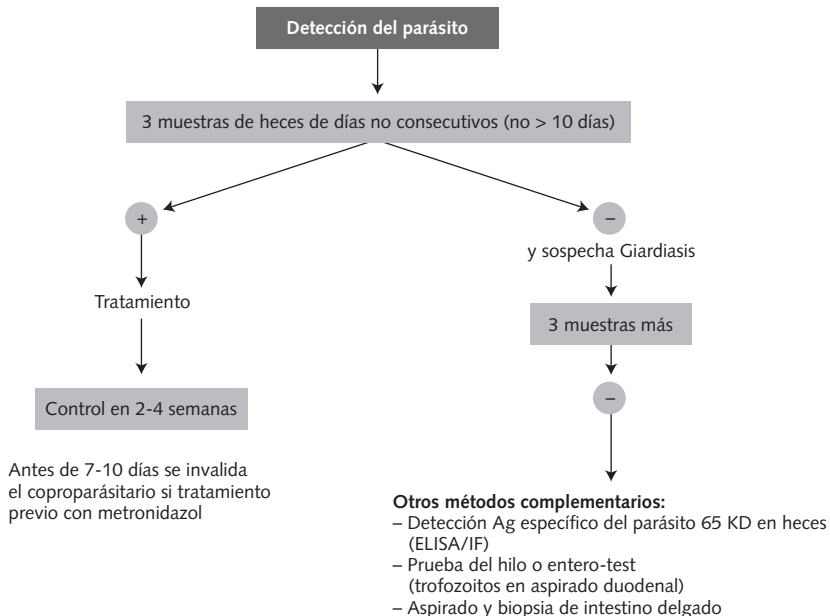 Detección del parásito
3 muestras de heces de días no consecutivos (no > 10 días)
+
–
y sospecha Giardiasis
Tratamiento
3 muestras más
–
Control en 2-4 semanas
Antes de 7-10 días se invalida
el coproparásitario si tratamiento
previo con metronidazol
Otros métodos complementarios:
– Detección Ag específico del parásito 65 KD en heces
(ELISA/IF)
– Prueba del hilo o entero-test
(trofozoitos en aspirado duodenal)
– Aspirado y biopsia de intestino delgado